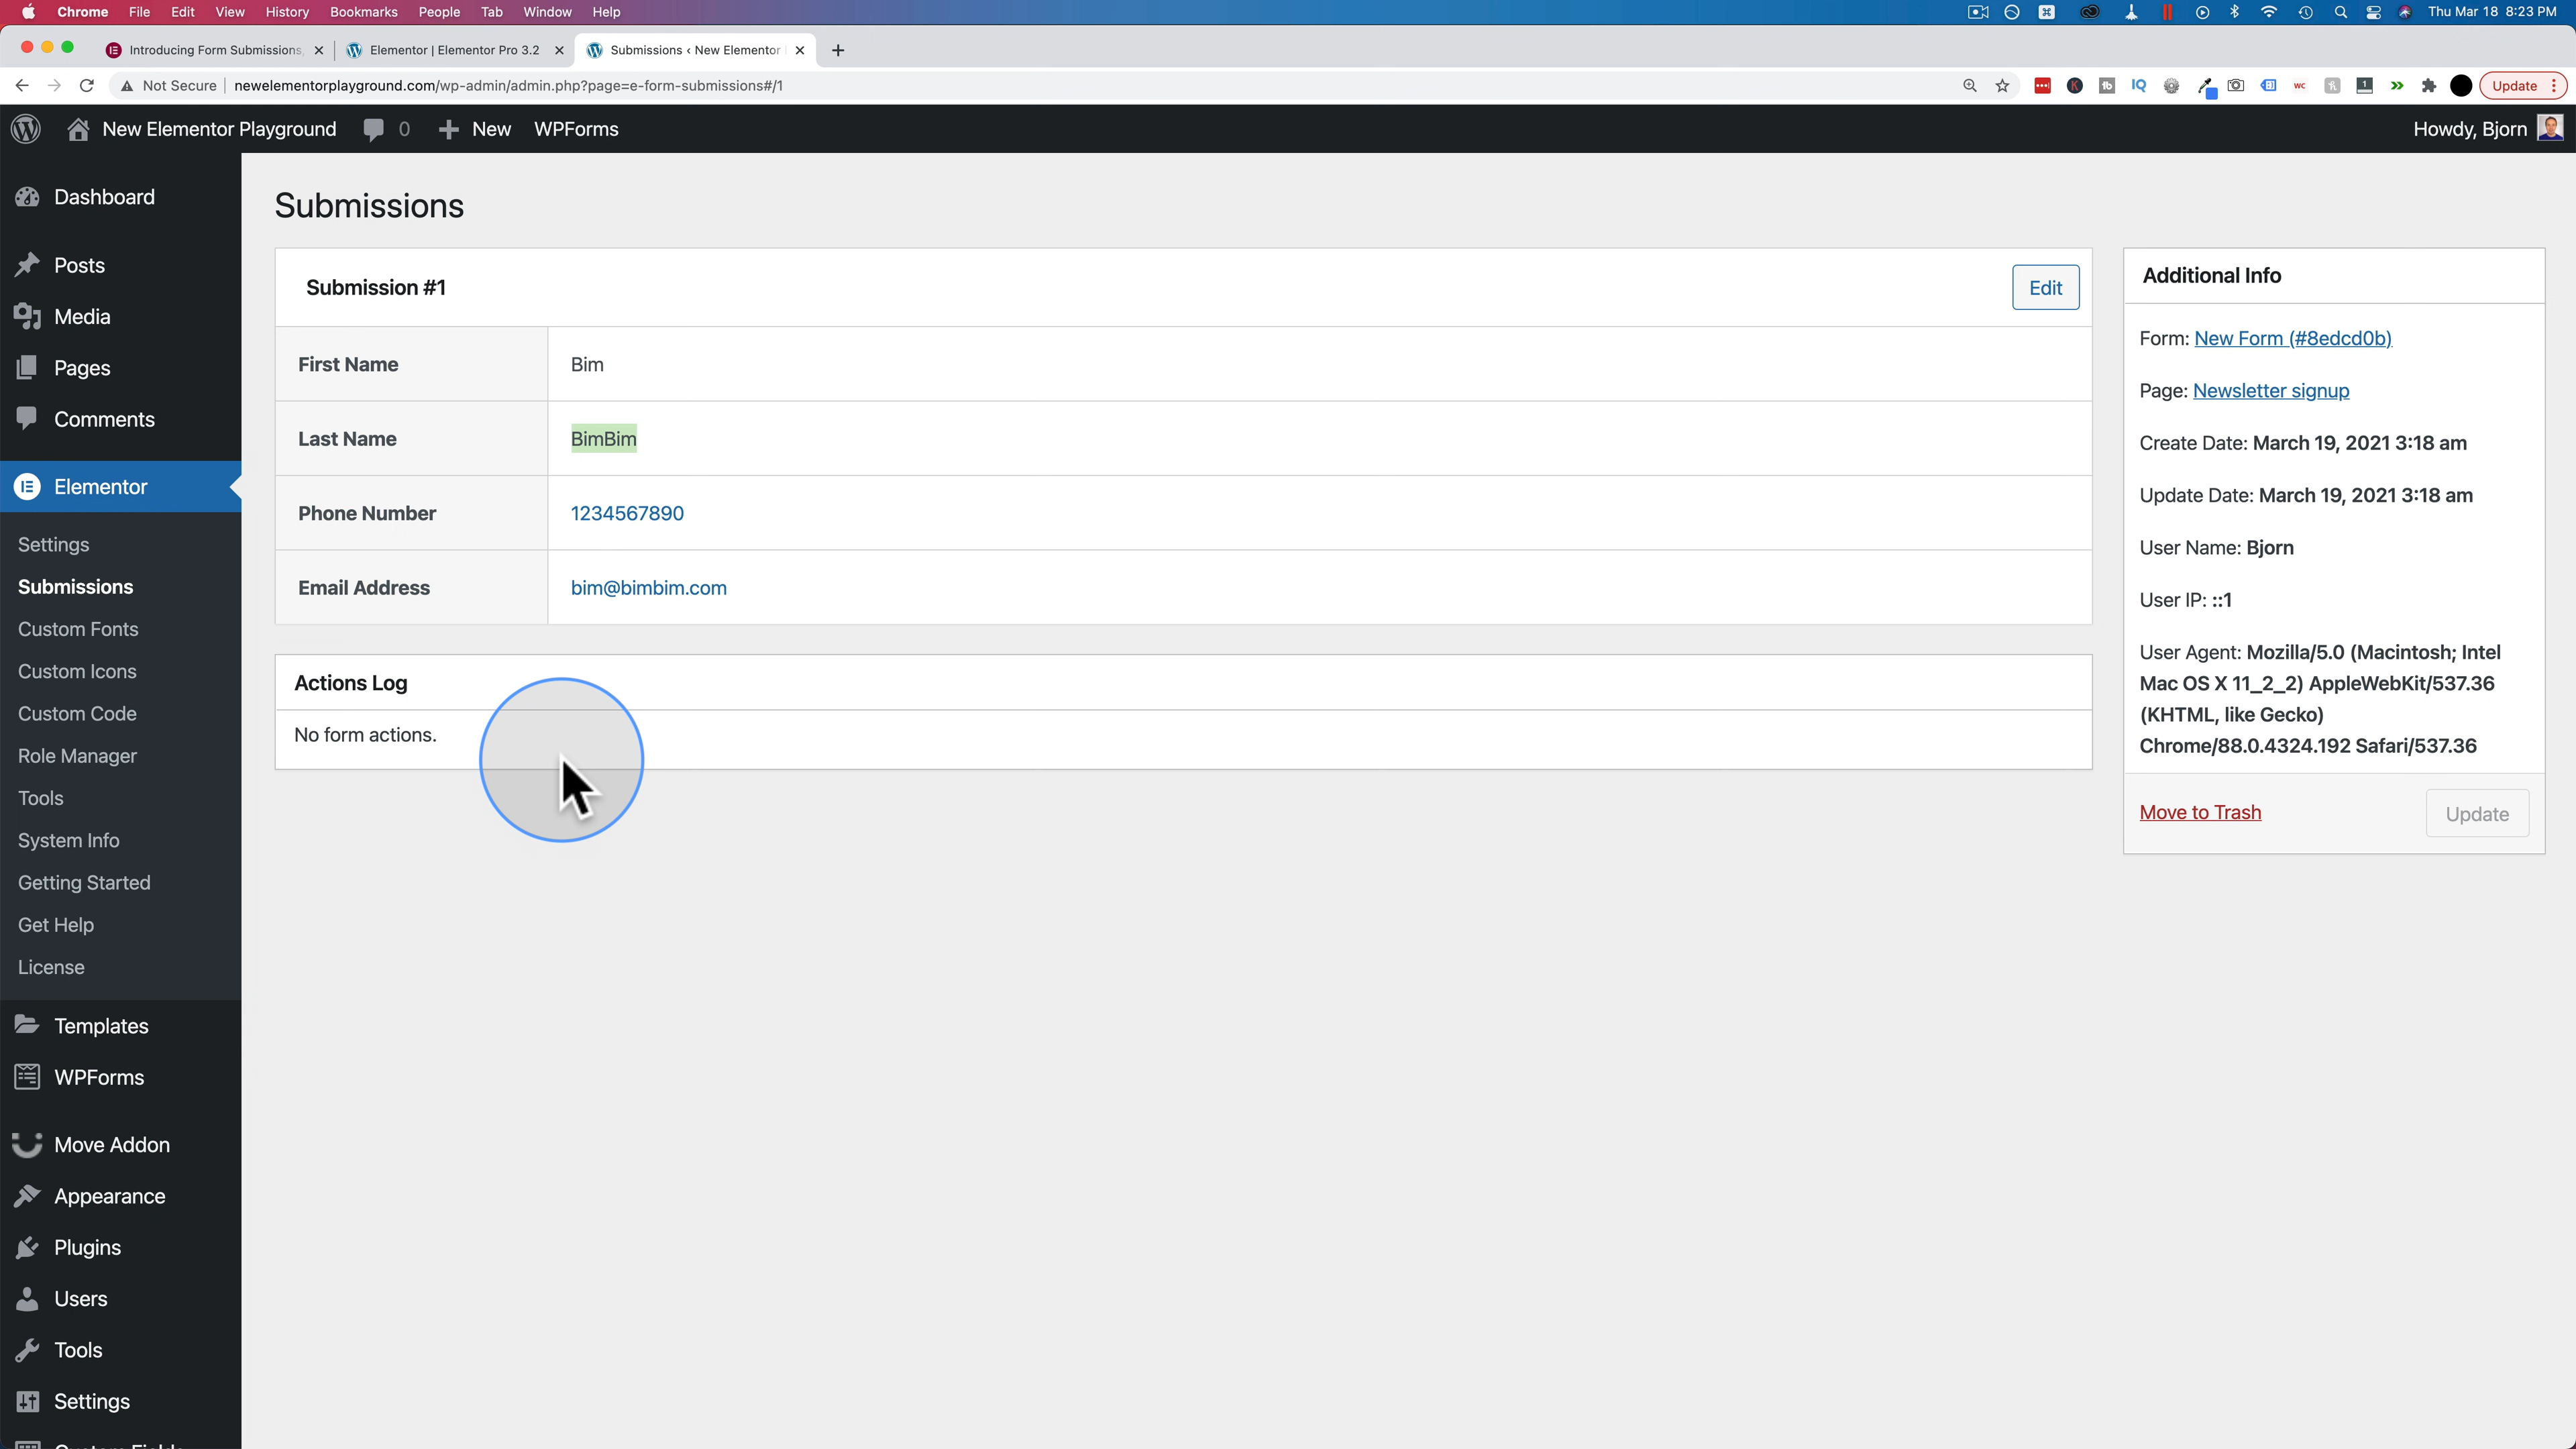 Chrome File Edit View History Bookmarks People Tab Window Help
Thu Mar 18 8:23 PM
Introducing Form Submissions,
Elementor | Elementor Pro 3.2
Submissions ‹ New Elementor
Not Secure newelementorplayground.com/wp-admin/admin.php?page=e-form-submissions#/1
IQ
WC
Update
New Elementor Playground 0 New WPForms
Howdy, Bjorn
Dashboard
Posts
Media
Pages
Comments
Elementor
Settings
Submissions
Custom Fonts
Custom Icons
Custom Code
Role Manager
Tools
System Info
Getting Started
Get Help
License
Templates
WPForms
Move Addon
Appearance
Plugins
Users
Tools
Settings
Submissions
Submission #1
Edit
First Name Bim
Last Name BimBim
Phone Number 1234567890
Email Address bim@bimbim.com
Actions Log
No form actions.
Additional Info
Form: New Form (#8edcd0b)
Page: Newsletter signup
Create Date: March 19, 2021 3:18 am
Update Date: March 19, 2021 3:18 am
User Name: Bjorn
User IP: ::1
User Agent: Mozilla/5.0 (Macintosh; Intel
Mac OS X 11_2_2) AppleWebKit/537.36
(KHTML, like Gecko)
Chrome/88.0.4324.192 Safari/537.36
Move to Trash
Update